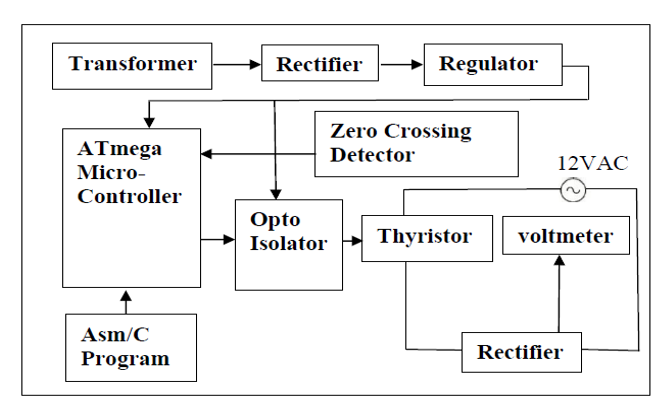 Transformer
Rectifier
Regulator
ATmega
Micro-
Controller
Zero Crossing
Detector
12VAC
Opto
Isolator
Thyristor
voltmeter
Asm/C
Program
Rectifier